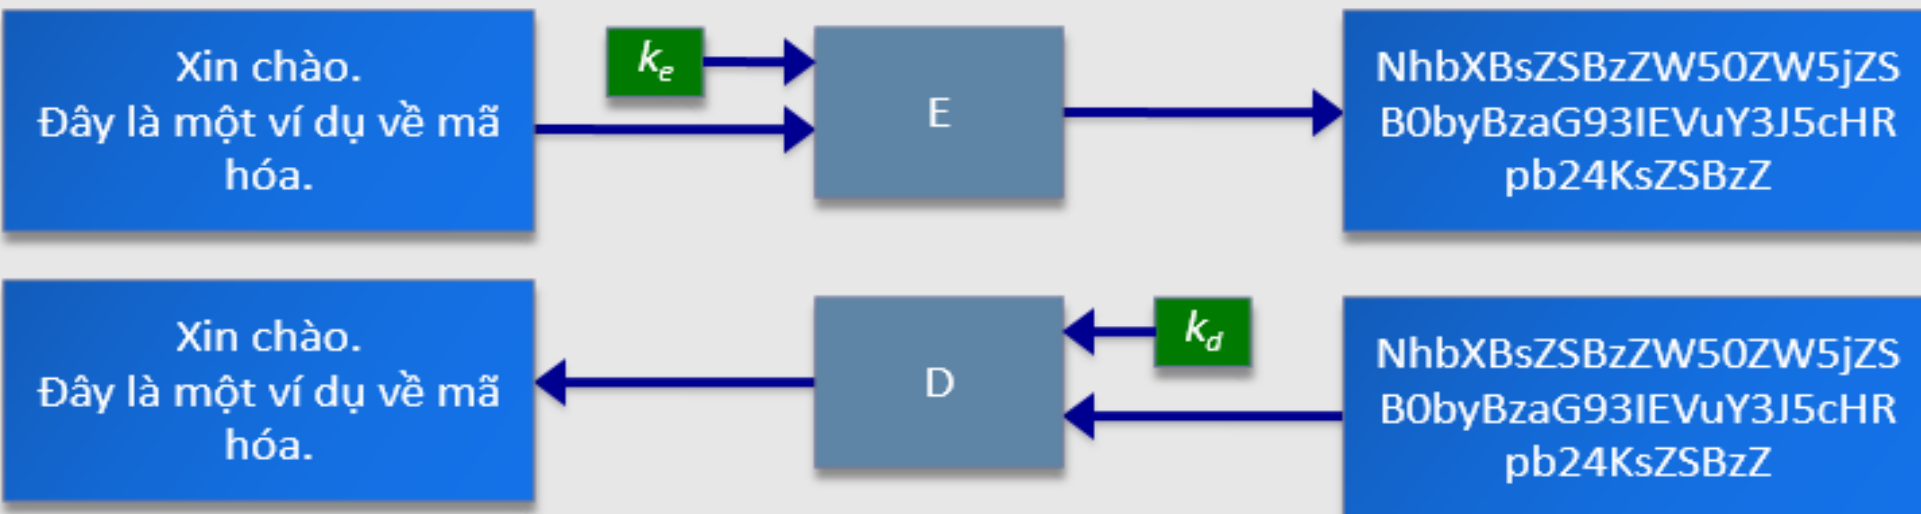 Xin chào.
Đây là một ví dụ về mã
hóa.
ke
E
NhbXBsZSBzZW50ZW5jZS
B0byBzaG93IEVuY3J5cHR
pb24KsZSBzZ
Xin chào.
Đây là một ví dụ về mã
hóa.
D
kd
NhbXBsZSBzZW50ZW5jZS
B0byBzaG93IEVuY3J5cHR
pb24KsZSBzZ